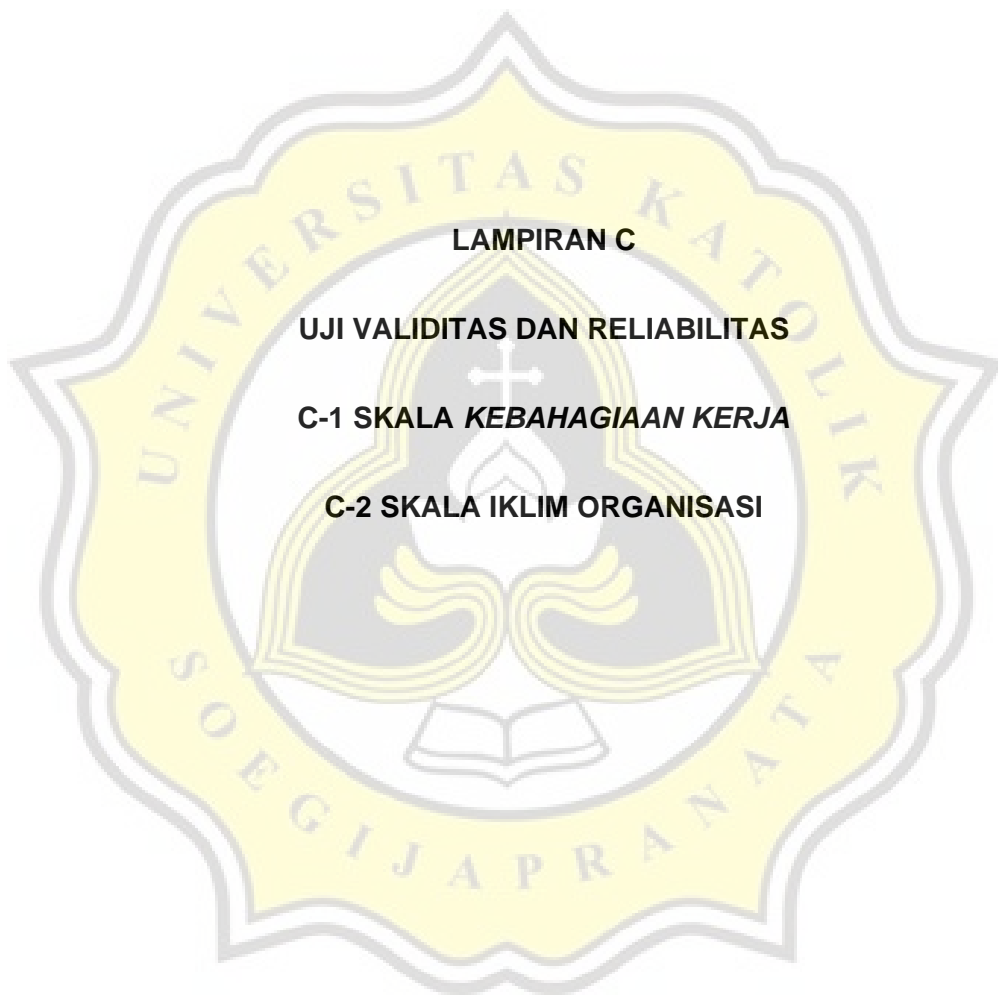 UNIVERSITAS KATOLIK
LAMPIRAN C
UJI VALIDITAS DAN RELIABILITAS
C-1 SKALA KEBAHAGIAAN KERJA
C-2 SKALA IKLIM ORGANISASI
SOEGIJAPRANATA